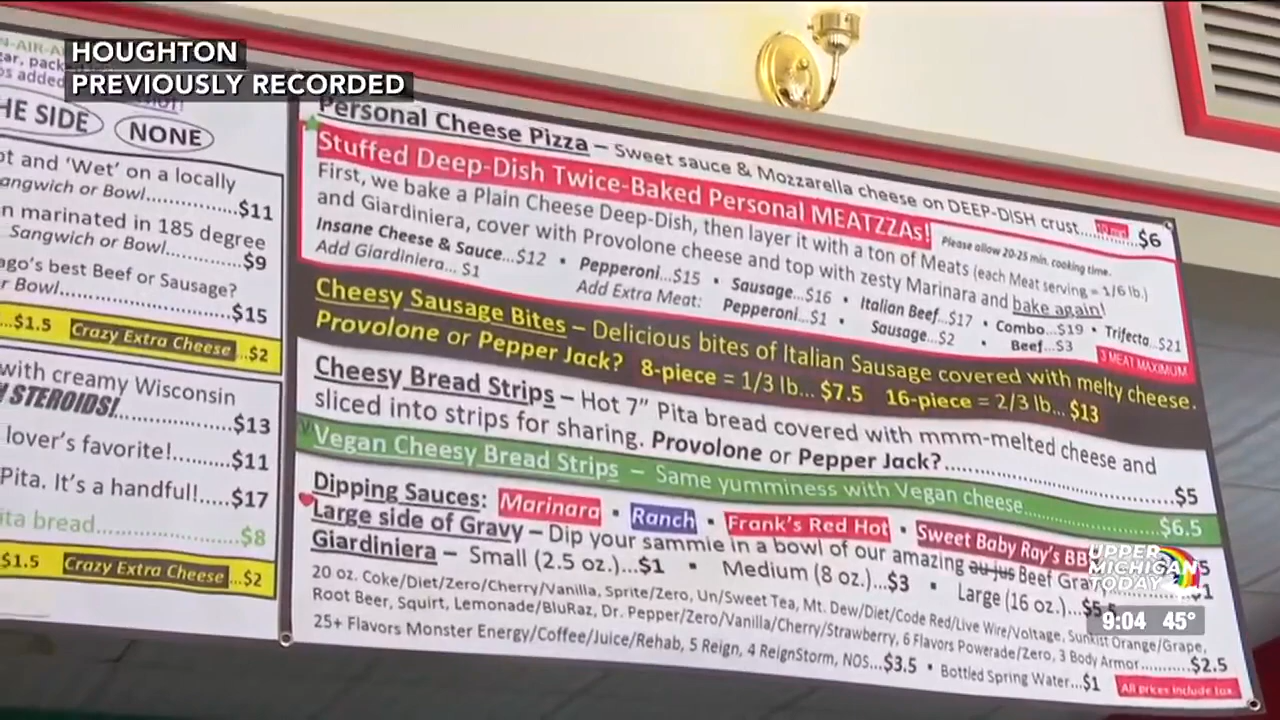 HOUGHTON
PREVIOUSLY RECORDED
N-AIR-A
ar, pack
os added
HE SIDE
NONE
ot and 'Wet' on a locally
angwich or Bowl...$11
n marinated in 185 degree
Sangwich or Bowl...$9
ago's best Beef or Sausage?
r Bowl...$15
...$1.5 Crazy Extra Cheese...$2
with creamy Wisconsin
STEROIDS!...$13
lover's favorite!...$11
Pita. It's a handful!...$17
ita bread...$8
$1.5 Crazy Extra Cheese...$2
Personal Cheese Pizza – Sweet sauce & Mozzarella cheese on DEEP-DISH crust...10 min. $6
Stuffed Deep-Dish Twice-Baked Personal MEATZZAs! Please allow 20-25 min. cooking time.
First, we bake a Plain Cheese Deep-Dish, then layer it with a ton of Meats (each Meat serving = 1/6 lb.)
and Giardiniera, cover with Provolone cheese and top with zesty Marinara and bake again!
Insane Cheese & Sauce...$12 • Pepperoni...$15 • Sausage...$16 • Italian Beef...$17 • Combo...$19 • Trifecta...$21
Add Giardiniera... $1 Add Extra Meat: Pepperoni...$1 • Sausage...$2 • Beef...$3 3 MEAT MAXIMUM
Cheesy Sausage Bites – Delicious bites of Italian Sausage covered with melty cheese.
Provolone or Pepper Jack? 8-piece = 1/3 lb... $7.5 16-piece = 2/3 lb... $13
Cheesy Bread Strips – Hot 7" Pita bread covered with mmm-melted cheese and
sliced into strips for sharing. Provolone or Pepper Jack?...$5
Vegan Cheesy Bread Strips – Same yumminess with Vegan cheese...$6.5
Dipping Sauces: Marinara • Ranch • Frank's Red Hot • Sweet Baby Ray's BB
Large side of Gravy – Dip your sammie in a bowl of our amazing au jus Beef Gra
Giardiniera – Small (2.5 oz.)...$1 • Medium (8 oz.)...$3 • Large (16 oz.)...$5.5
20 oz. Coke/Diet/Zero/Cherry/Vanilla, Sprite/Zero, Un/Sweet Tea, Mt. Dew/Diet/Code Red/Live Wire/Voltage, Sunkist Orange/Grape,
Root Beer, Squirt, Lemonade/BluRaz, Dr. Pepper/Zero/Vanilla/Cherry/Strawberry, 6 Flavors Powerade/Zero, 3 Body Armor...$2.5
25+ Flavors Monster Energy/Coffee/Juice/Rehab, 5 Reign, 4 ReignStorm, NOS...$3.5 • Bottled Spring Water...$1 All prices include tax.
UPPER
MICHIGAN
TODAY
9:04 45°